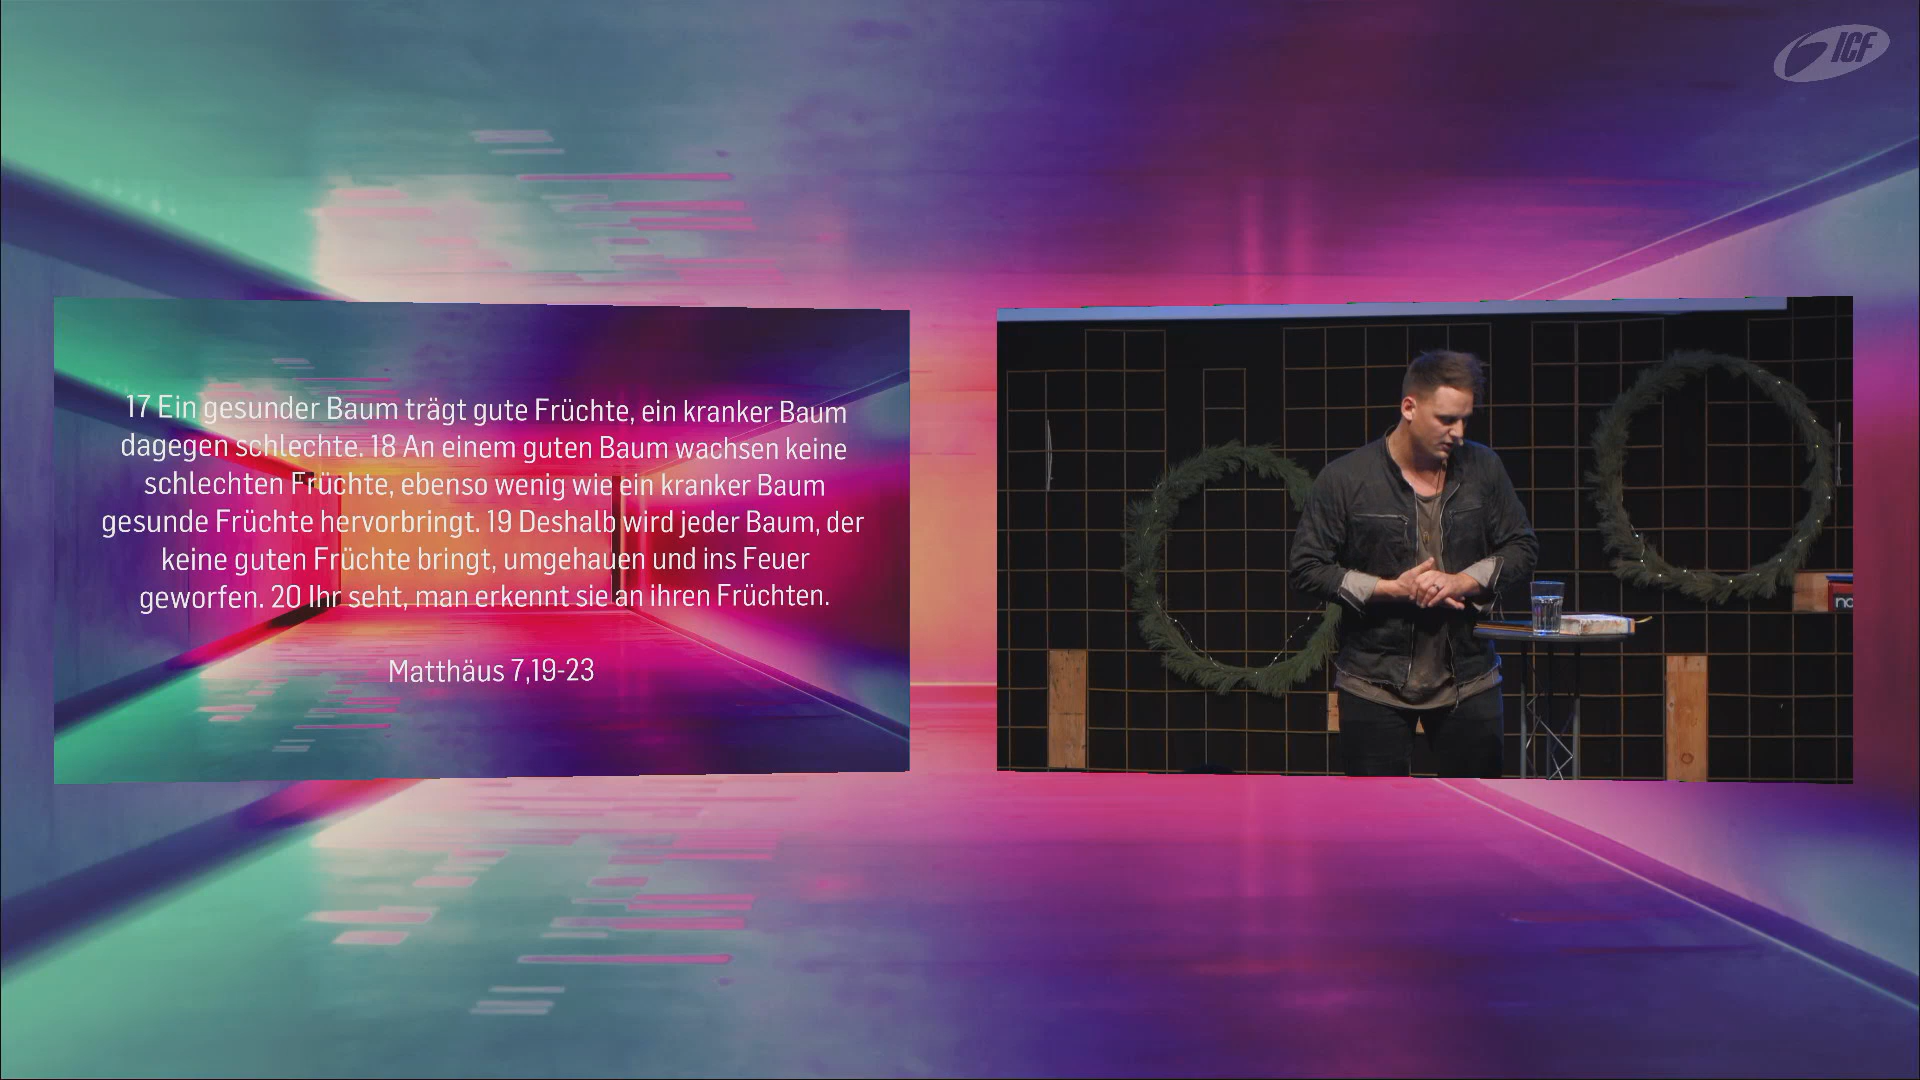 ICF
17 Ein gesunder Baum trägt gute Früchte, ein kranker Baum
dagegen schlechte. 18 An einem guten Baum wachsen keine
schlechten Früchte, ebenso wenig wie ein kranker Baum
gesunde Früchte hervorbringt. 19 Deshalb wird jeder Baum, der
keine guten Früchte bringt, umgehauen und ins Feuer
geworfen. 20 Ihr seht, man erkennt sie an ihren Früchten.
Matthäus 7,19-23